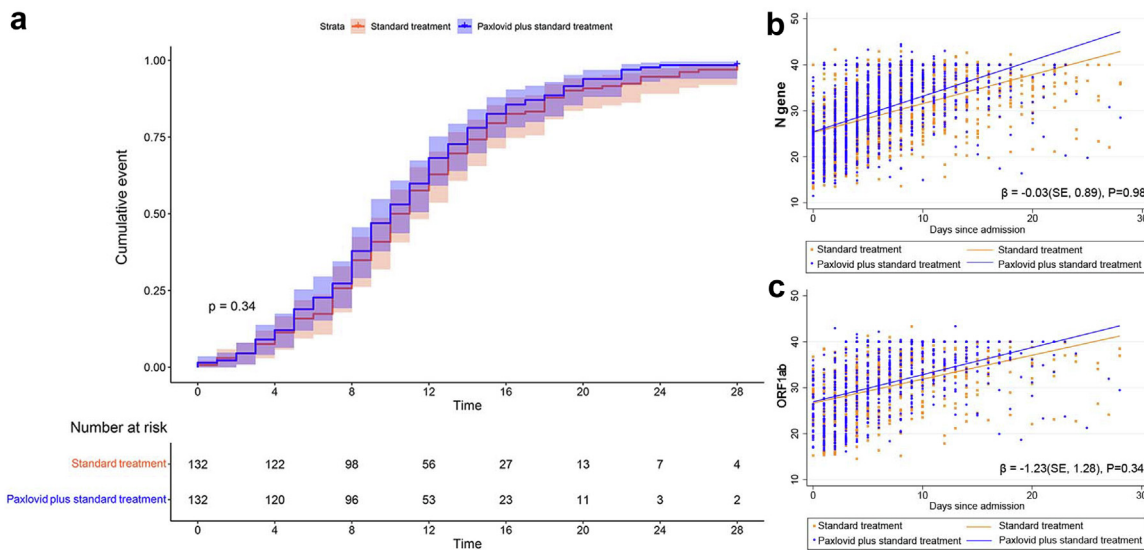 a
Strata Standard treatment Paxlovid plus standard treatment
1.00
0.75
0.50
0.25
0.00
Cumulative event
p = 0.34
0 4 8 12 16 20 24 28
Time
Number at risk
Standard treatment 132 122 98 56 27 13 7 4
Paxlovid plus standard treatment 132 120 96 53 23 11 3 2
0 4 8 12 16 20 24 28
Time
b
50
40
30
20
10
N gene
β = -0.03(SE, 0.89), P=0.98
0 10 20 30
Days since admission
Standard treatment Standard treatment
Paxlovid plus standard treatment Paxlovid plus standard treatment
c
50
40
30
20
10
ORF1ab
β = -1.23(SE, 1.28), P=0.34
0 10 20 30
Days since admission
Standard treatment Standard treatment
Paxlovid plus standard treatment Paxlovid plus standard treatment